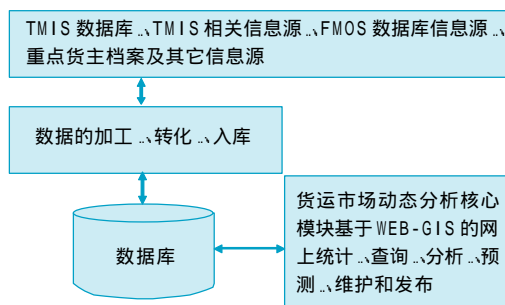 TMIS 数据库、TMIS 相关信息源、FMOS 数据库信息源、
重点货主档案及其它信息源
数据的加工、转化、入库
数据库
货运市场动态分析核心
模块基于 WEB-GIS 的网
上统计、查询、分析、预
测、维护和发布